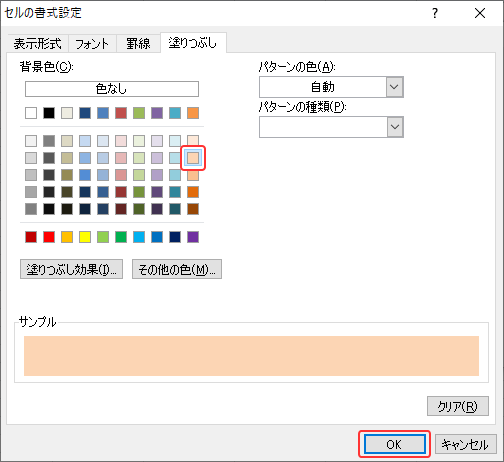 セルの書式設定
表示形式 フォント 罫線 塗りつぶし
背景色(C):
色なし
パターンの色(A):
自動
パターンの種類(P):
塗りつぶし効果(I)... その他の色(M)...
サンプル
クリア(R)
OK キャンセル